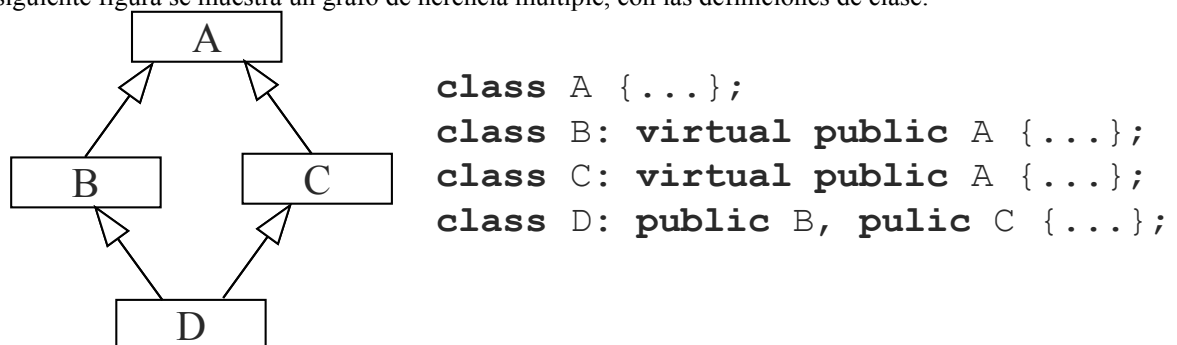 siguiente figura se muestra un grafo de herencia múltiple, con las definiciones de clase.
A
class A {...};
class B: virtual public A {...};
B
C
class C: virtual public A {...};
class D: public B, pulic C {...};
D